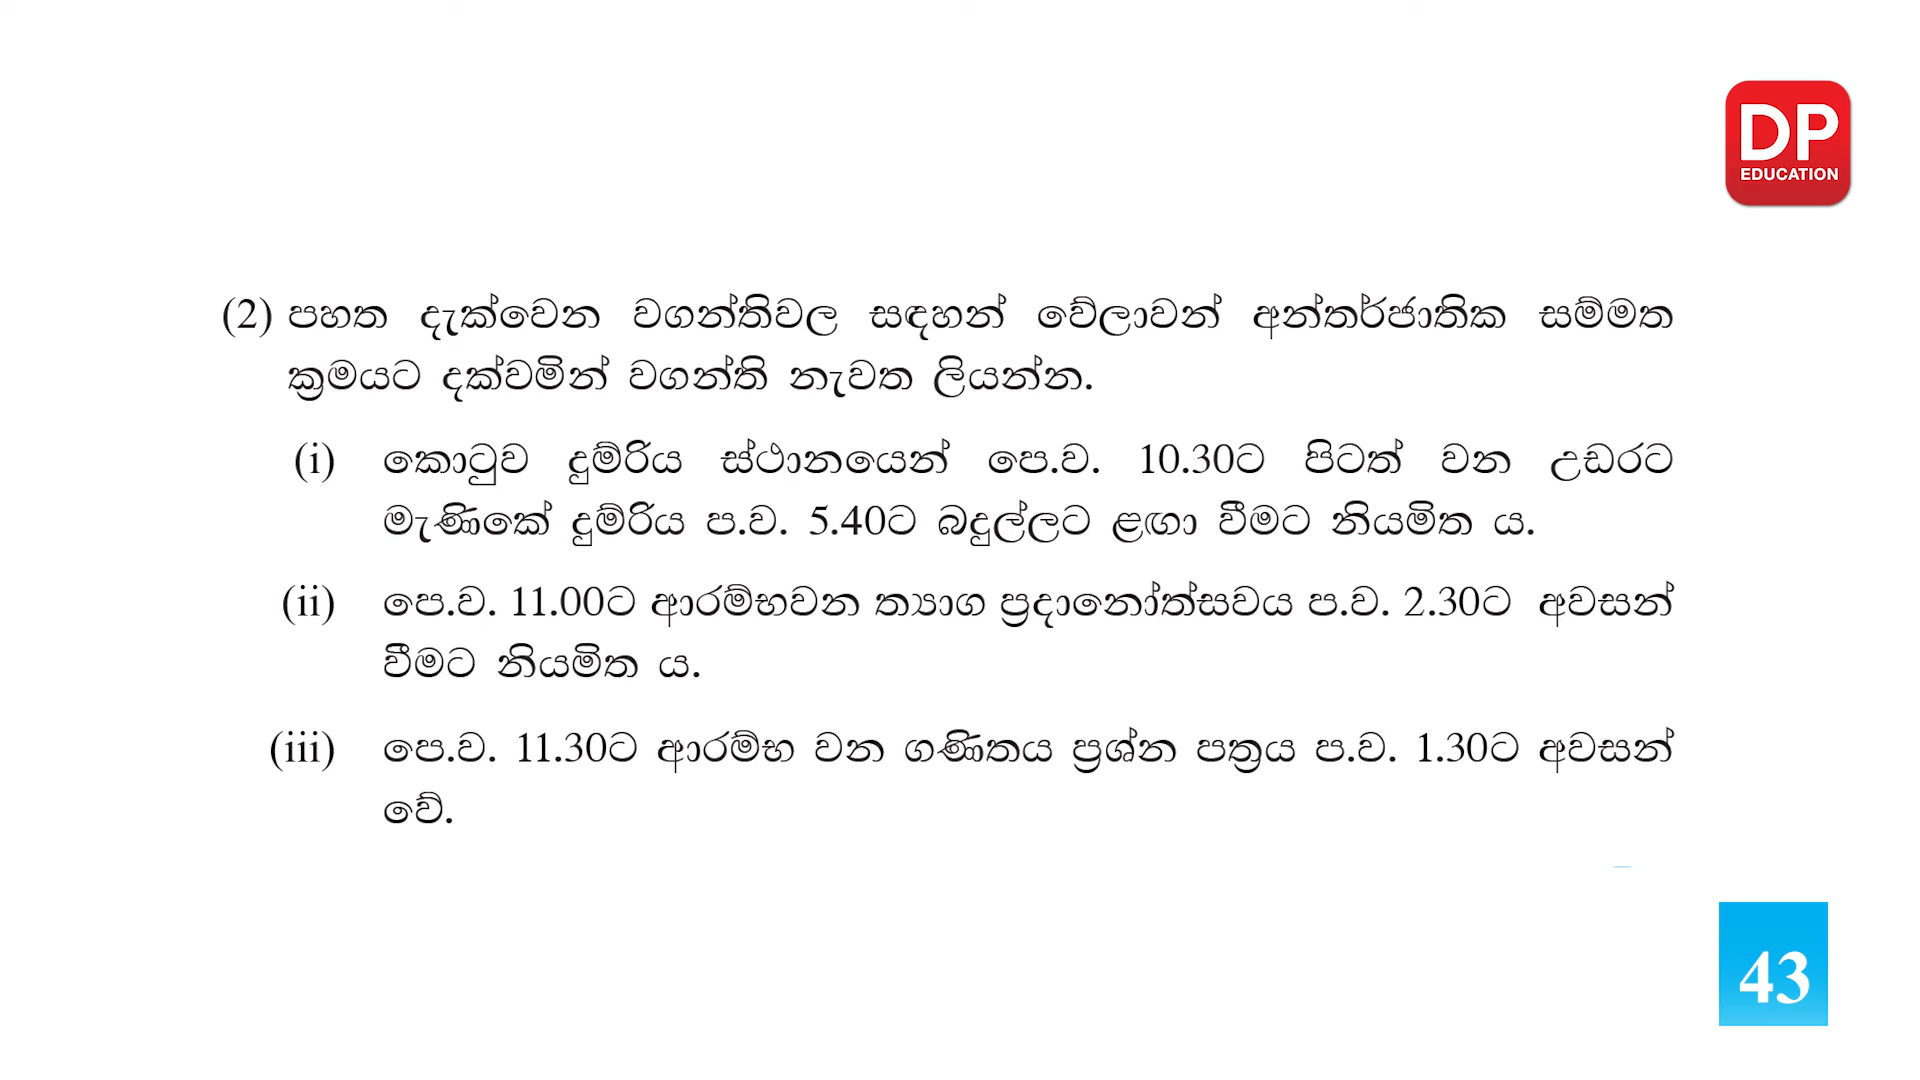 DP
EDUCATION
(2) පහත දැක්වෙන වගන්තිවල සඳහන් වේලාවන් අන්තර්ජාතික සම්මත
ක්‍රමයට දක්වමින් වගන්ති නැවත ලියන්න.
(i) කොටුව දුම්රිය ස්ථානයෙන් පෙ.ව. 10.30ට පිටත් වන උඩරට
මැණිකේ දුම්රිය ප.ව. 5.40ට බදුල්ලට ළඟා වීමට නියමිත ය.
(ii) පෙ.ව. 11.00ට ආරම්භවන ත්‍යාග ප්‍රදානෝත්සවය ප.ව. 2.30ට අවසන්
වීමට නියමිත ය.
(iii) පෙ.ව. 11.30ට ආරම්භ වන ගණිතය ප්‍රශ්න පත්‍රය ප.ව. 1.30ට අවසන්
වේ.
43